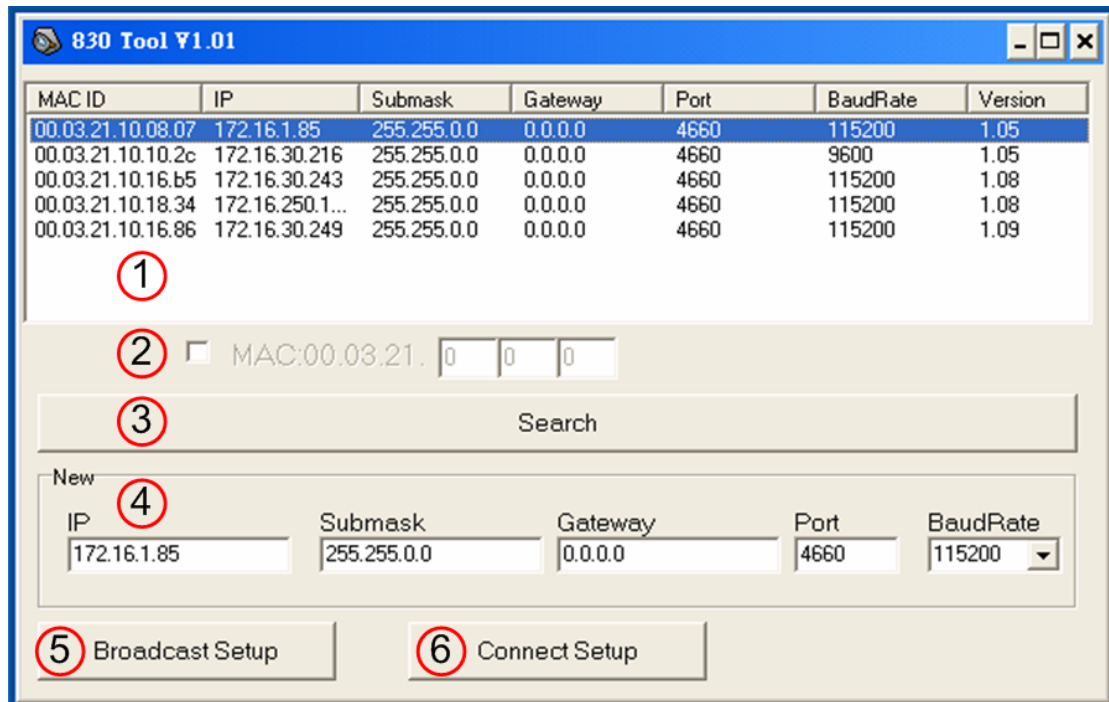 830 Tool V1.01
MAC ID IP Submask Gateway Port BaudRate Version
00.03.21.10.08.07 172.16.1.85 255.255.0.0 0.0.0.0 4660 115200 1.05
00.03.21.10.10.2c 172.16.30.216 255.255.0.0 0.0.0.0 4660 9600 1.05
00.03.21.10.16.b5 172.16.30.243 255.255.0.0 0.0.0.0 4660 115200 1.08
00.03.21.10.18.34 172.16.250.1... 255.255.0.0 0.0.0.0 4660 115200 1.08
00.03.21.10.16.86 172.16.30.249 255.255.0.0 0.0.0.0 4660 115200 1.09
1
2 MAC:00.03.21. 0 0 0
3 Search
New
4
IP Submask Gateway Port BaudRate
172.16.1.85 255.255.0.0 0.0.0.0 4660 115200
5 Broadcast Setup 6 Connect Setup